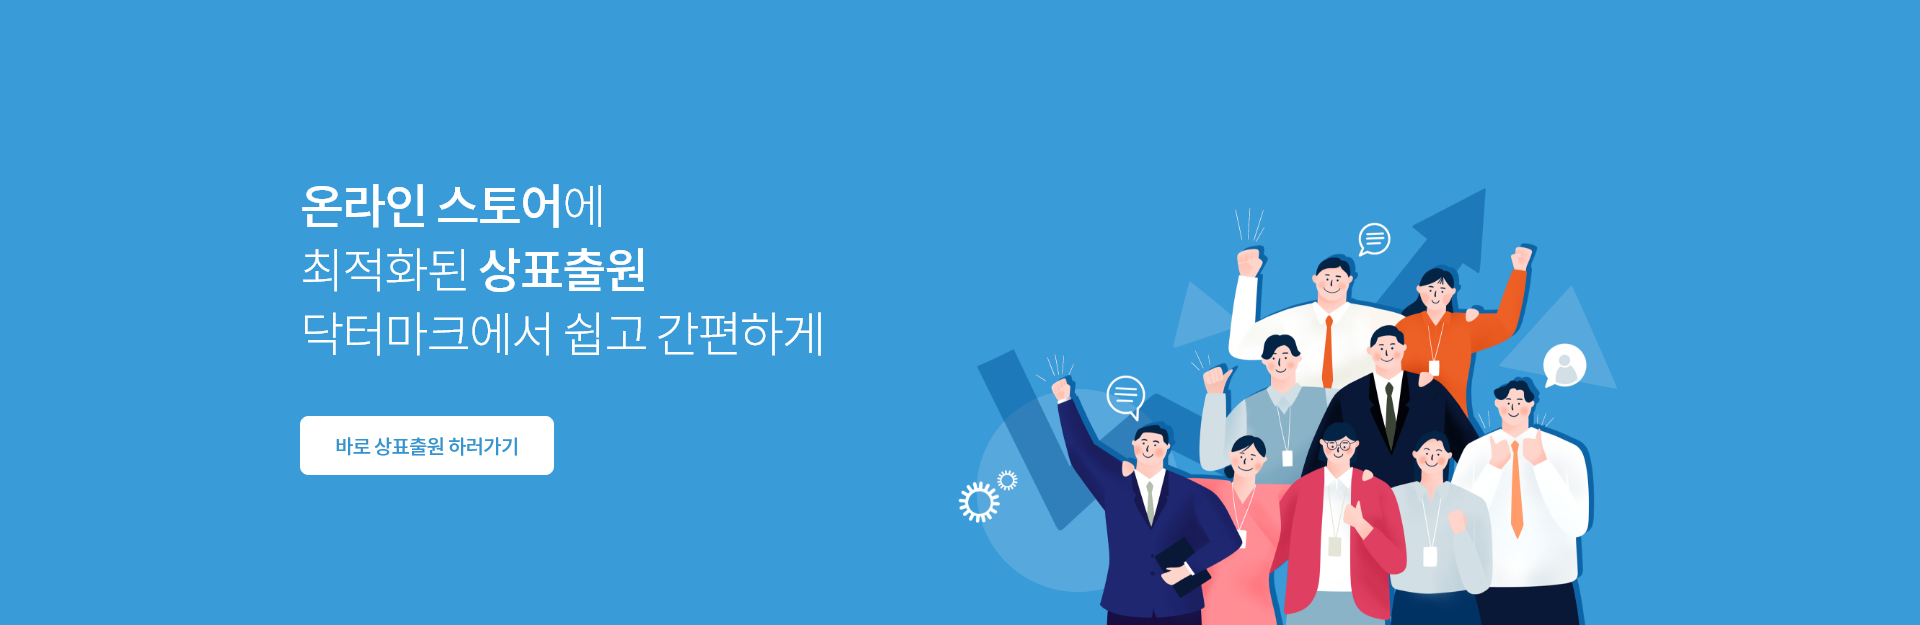 온라인 스토어에
최적화된 상표출원
닥터마크에서 쉽고 간편하게
바로 상표출원 하러가기